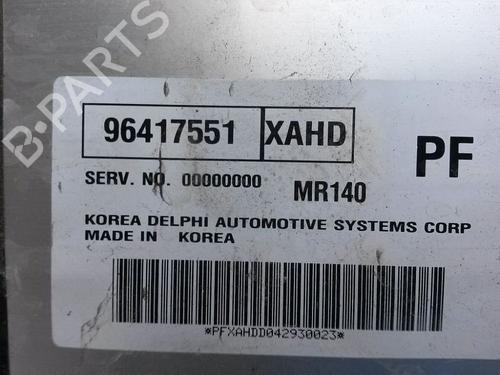 96417551 XAHD PF
SERV. NO. 00000000 MR140
KOREA DELPHI AUTOMOTIVE SYSTEMS CORP
MADE IN KOREA
*PFXAHDD042930023*
B-PARTS